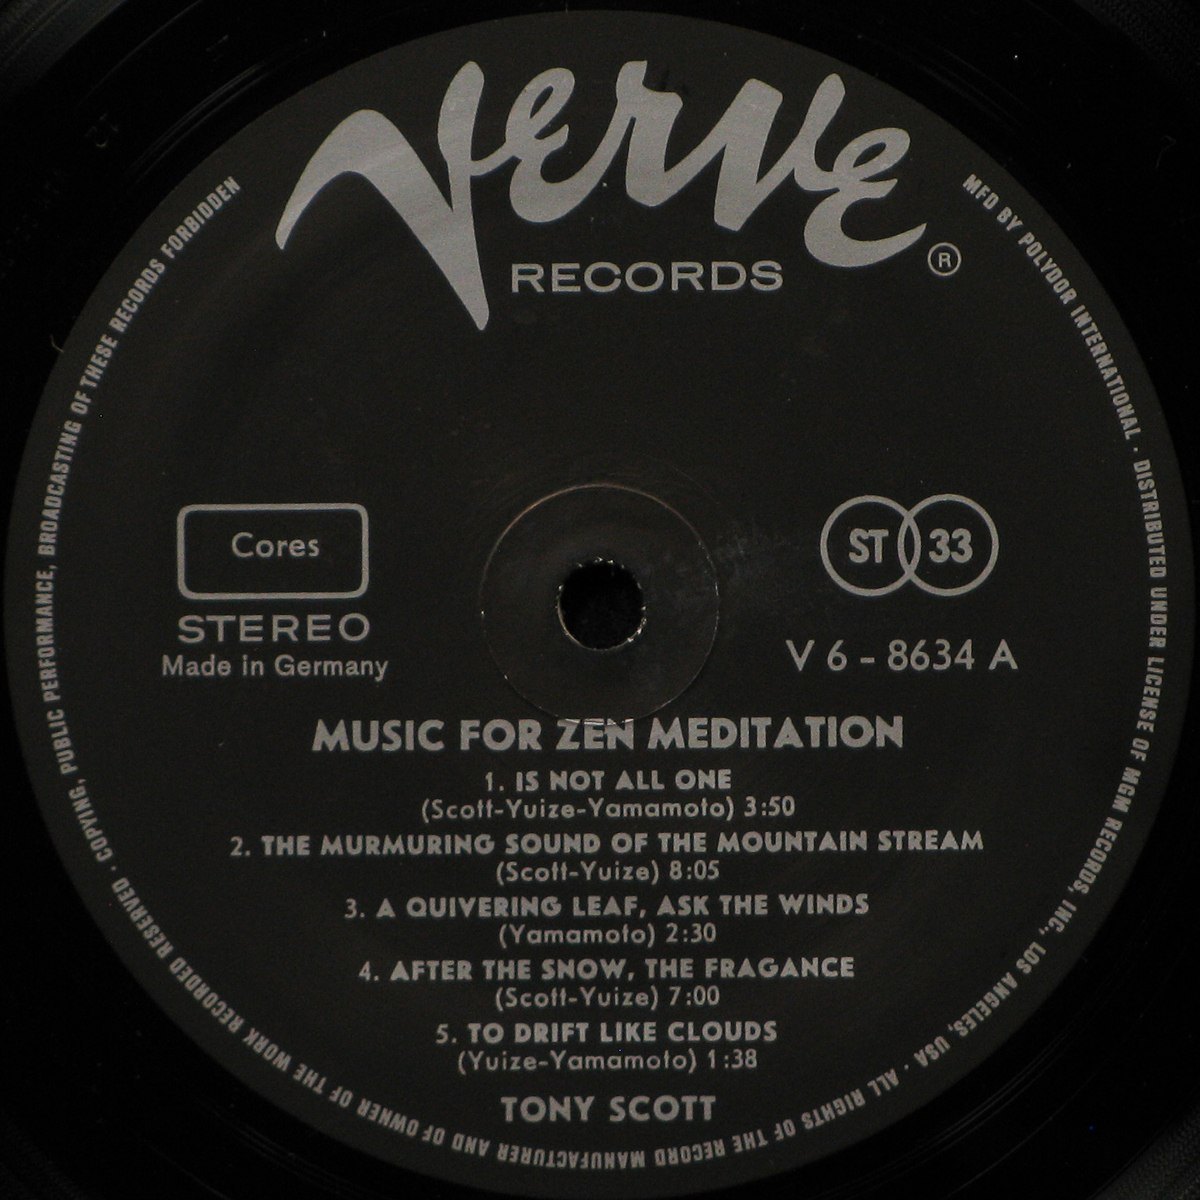 Verve
RECORDS
®
Cores
STEREO
Made in Germany
ST 33
V 6 - 8634 A
MUSIC FOR ZEN MEDITATION
1. IS NOT ALL ONE
(Scott-Yuize-Yamamoto) 3:50
2. THE MURMURING SOUND OF THE MOUNTAIN STREAM
(Scott-Yuize) 8:05
3. A QUIVERING LEAF, ASK THE WINDS
(Yamamoto) 2:30
4. AFTER THE SNOW, THE FRAGANCE
(Scott-Yuize) 7:00
5. TO DRIFT LIKE CLOUDS
(Yuize-Yamamoto) 1:38
TONY SCOTT
MFD BY POLYDOR INTERNATIONAL · DISTRIBUTED UNDER LICENSE OF MGM RECORDS, INC., LOS ANGELES, USA · ALL RIGHTS OF THE RECORD MANUFACTURER AND OF OWNER OF THE WORK RECORDED RESERVED · COPYING, PUBLIC PERFORMANCE, BROADCASTING OF THESE RECORDS FORBIDDEN